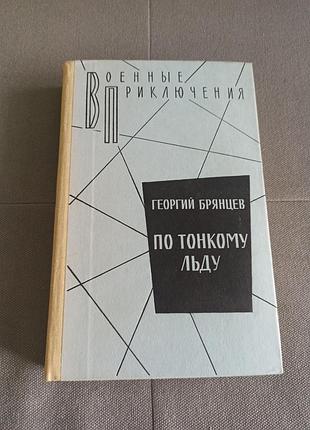 ВОЕННЫЕ
ПРИКЛЮЧЕНИЯ
ГЕОРГИЙ БРЯНЦЕВ
ПО ТОНКОМУ
ЛЬДУ